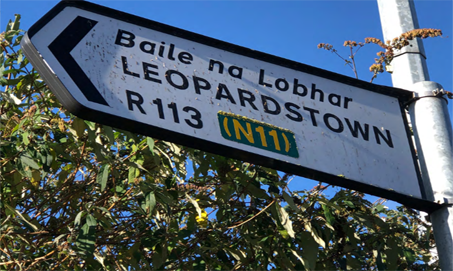 Baile na Lobhar
LEOPARDSTOWN
R113 (N11)